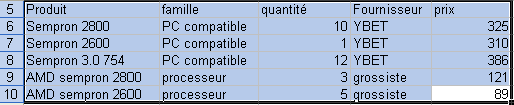 5 Produit famille quantité Fournisseur prix
6 Sempron 2800 PC compatible 10 YBET 325
7 Sempron 2600 PC compatible 1 YBET 310
8 Sempron 3.0 754 PC compatible 12 YBET 386
9 AMD sempron 2800 processeur 3 grossiste 121
10 AMD sempron 2600 processeur 5 grossiste 89